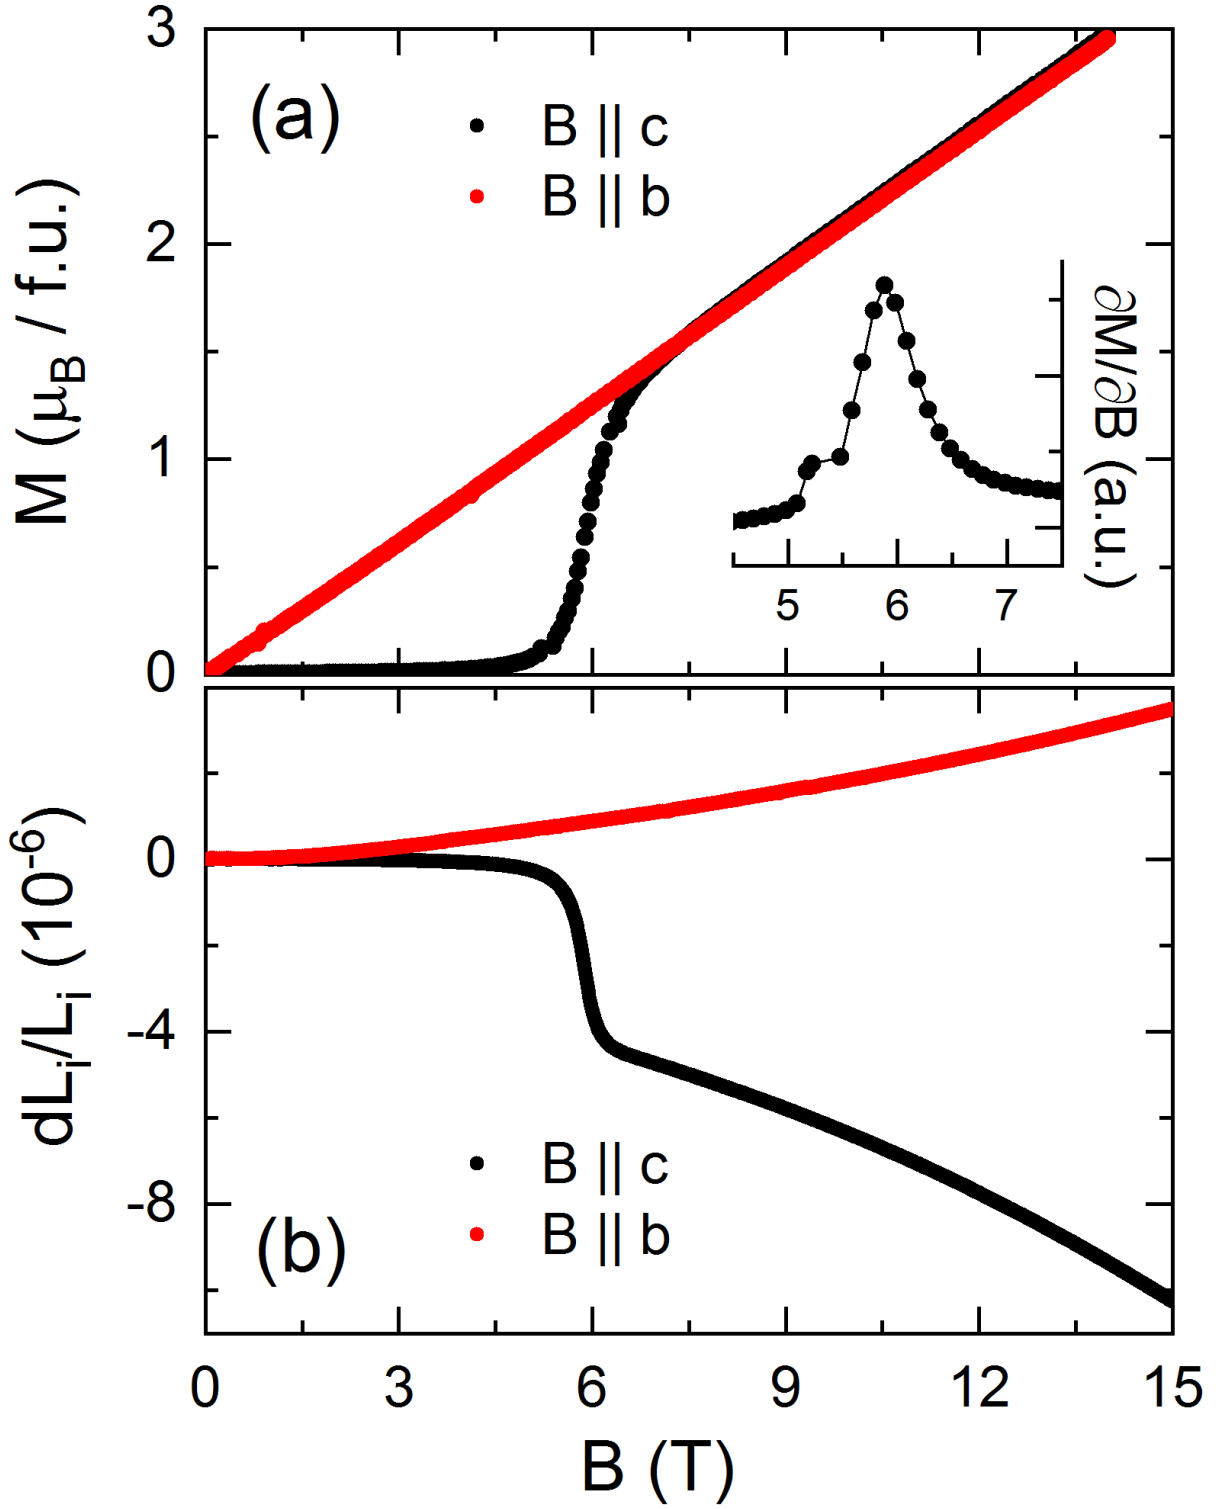 (a)
B || c
B || b
M (μB / f.u.)
3
2
1
0
∂M/∂B (a.u.)
5 6 7
(b)
B || c
B || b
dLi/Li (10-6)
0
-4
-8
0 3 6 9 12 15
B (T)